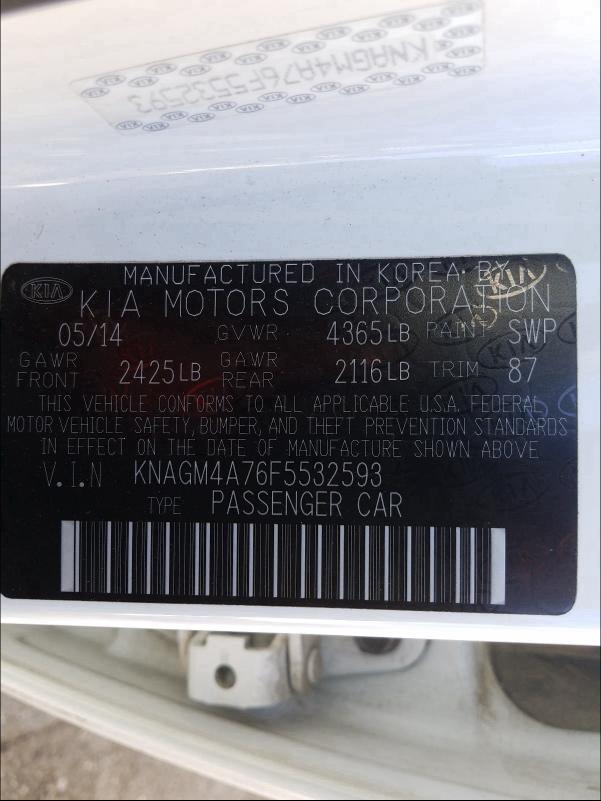 KNAGM4A76F5532593
MANUFACTURED IN KOREA BY
KIA
KIA
KIA MOTORS CORPORATION
05/14 GVWR 4365LB PAINT SWP
GAWR FRONT 2425LB GAWR REAR 2116LB TRIM 87
THIS VEHICLE CONFORMS TO ALL APPLICABLE U.S.A. FEDERAL
MOTOR VEHICLE SAFETY, BUMPER, AND THEFT PREVENTION STANDARDS
IN EFFECT ON THE DATE OF MANUFACTURE SHOWN ABOVE
V.I.N KNAGM4A76F5532593
TYPE PASSENGER CAR